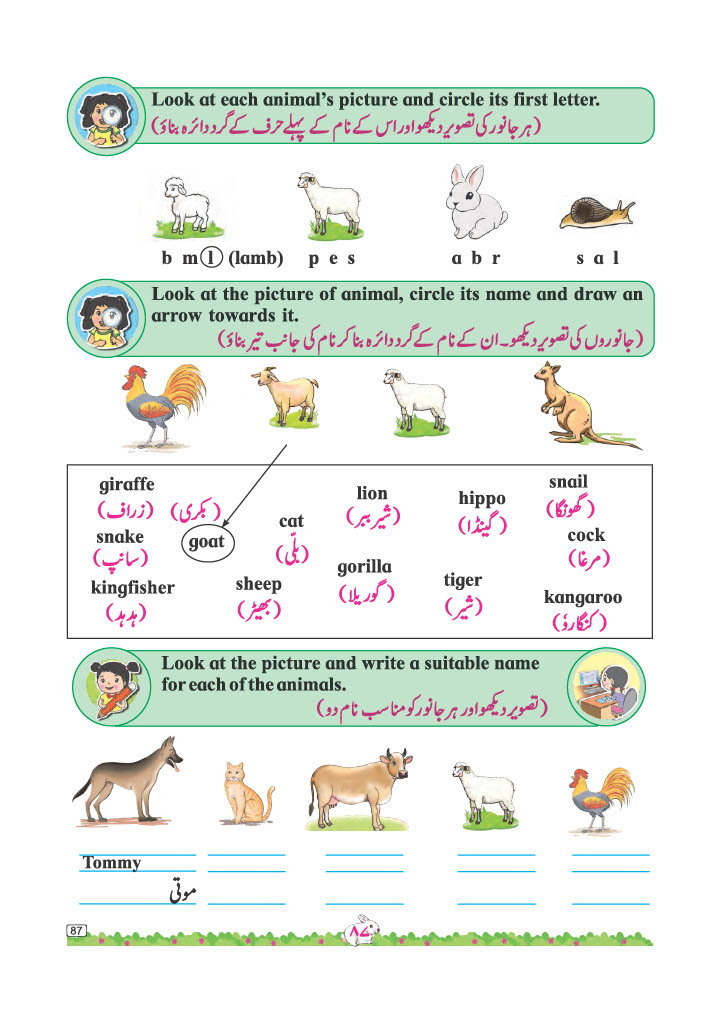 Look at each animal’s picture and circle its first letter.
(ہر جانور کی تصویر دیکھو اور اس کے نام کے پہلے حرف کے گرد دائرہ بناؤ)
b m l (lamb) p e s a b r s a l
Look at the picture of animal, circle its name and draw an
arrow towards it.
(جانوروں کی تصویر دیکھو۔ ان کے نام کے گرد دائرہ بنا کر نام کی جانب تیر بناؤ)
giraffe
(زراف)
(بکری)
goat
lion
(شیر ببر)
hippo
(گینڈا)
snail
(گھونگا)
snake
(سانپ)
cat
(بلّی)
cock
(مرغا)
kingfisher
(ہدہد)
sheep
(بھیڑ)
gorilla
(گوریلا)
tiger
(شیر)
kangaroo
(کنگارؤ)
Look at the picture and write a suitable name
for each of the animals.
(تصویر دیکھو اور ہر جانور کو مناسب نام دو)
Tommy
موتی
87
۸۷